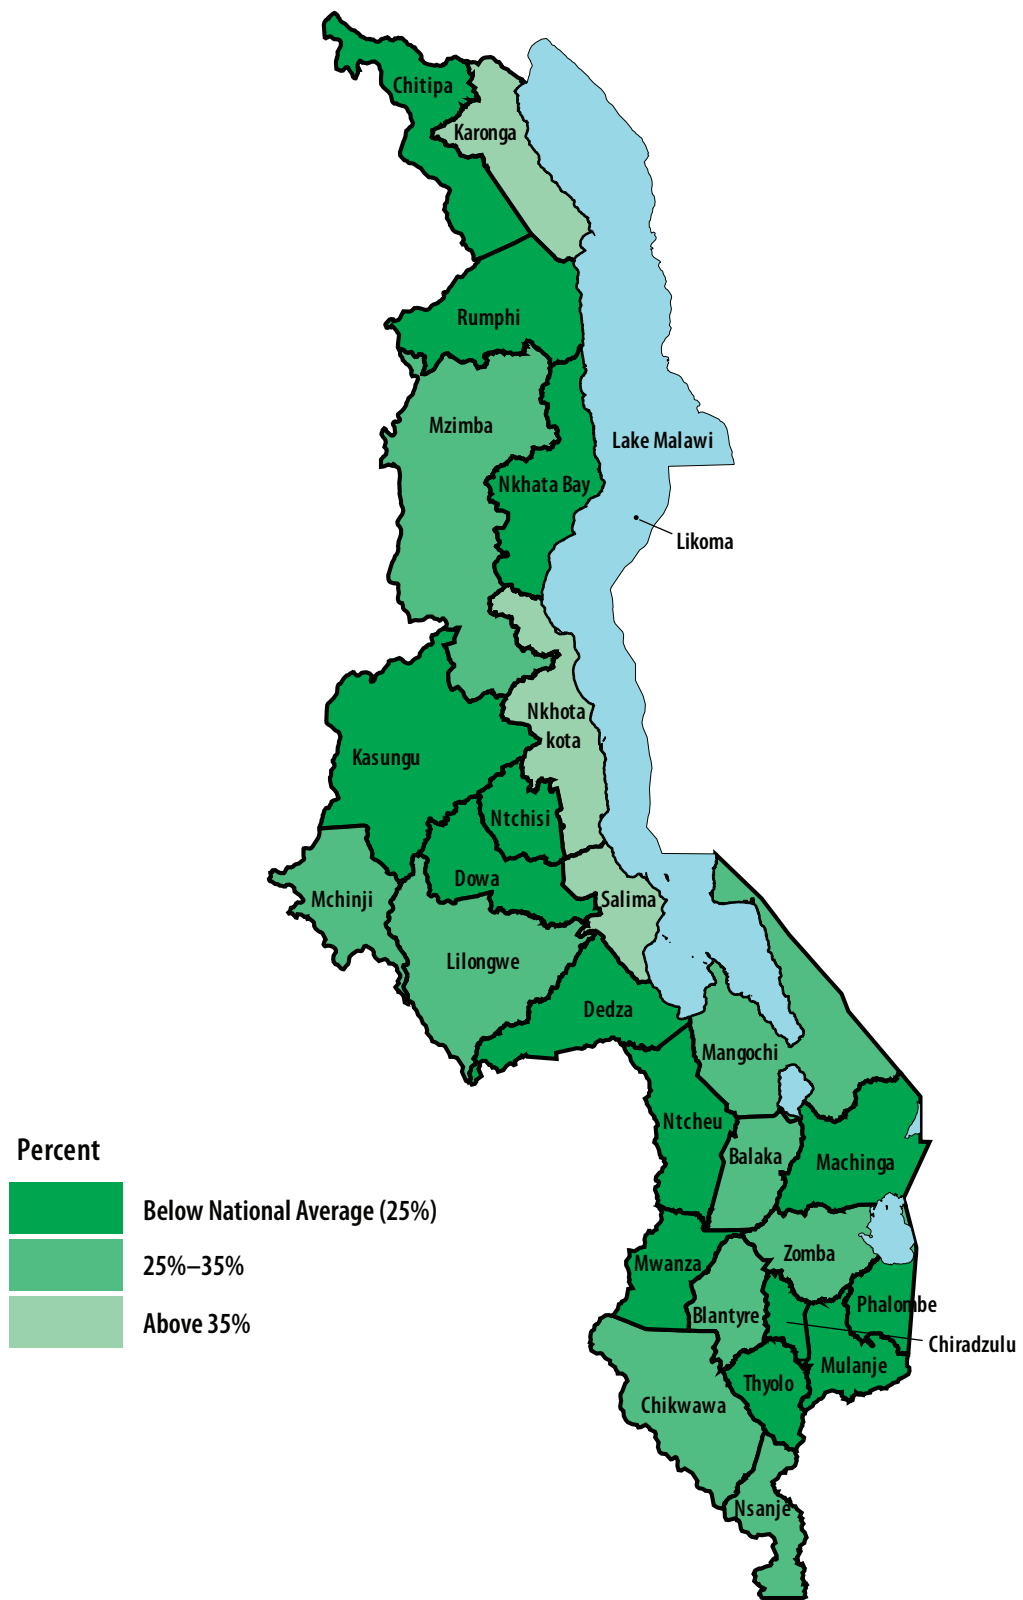 Chitipa
Karonga
Rumphi
Mzimba
Lake Malawi
Nkhata Bay
Likoma
Nkhota
kota
Kasungu
Ntchisi
Dowa
Mchinji
Salima
Lilongwe
Dedza
Mangochi
Ntcheu
Balaka
Machinga
Percent
Below National Average (25%)
25%–35%
Above 35%
Mwanza
Zomba
Blantyre
Phalombe
Chiradzulu
Mulanje
Thyolo
Chikwawa
Nsanje